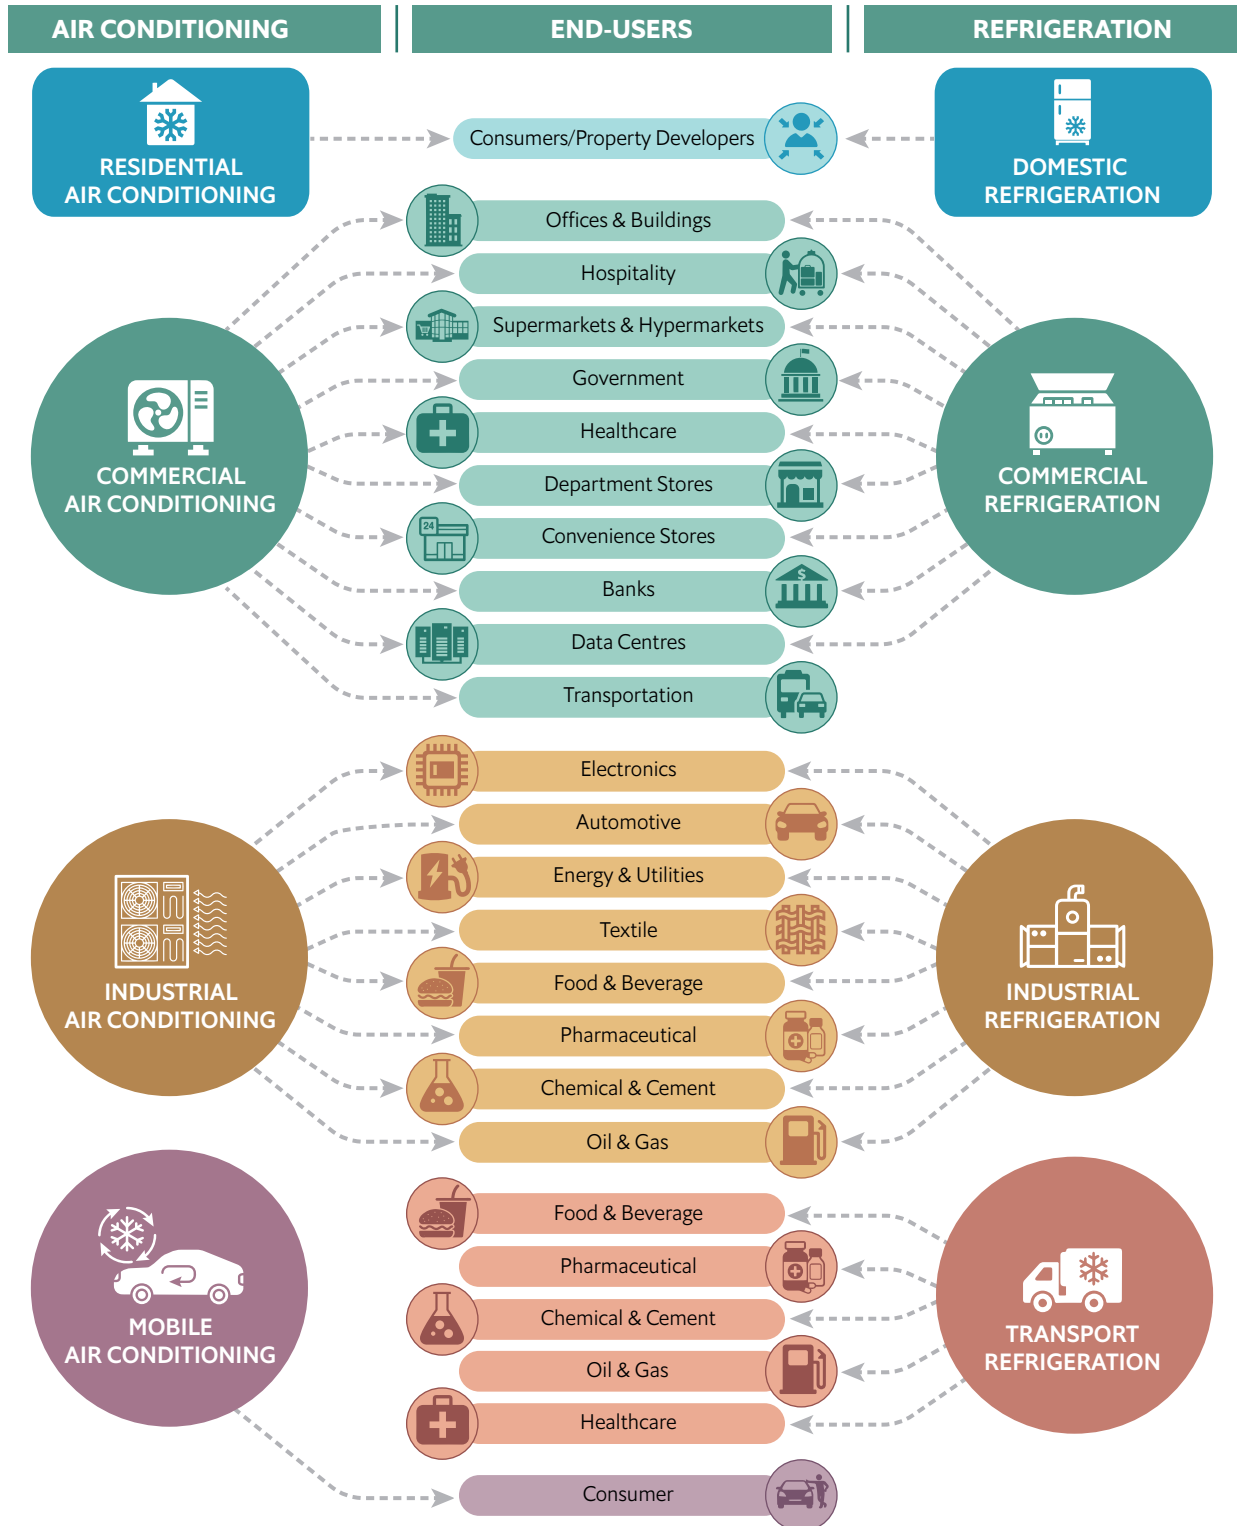 AIR CONDITIONING
END-USERS
REFRIGERATION
RESIDENTIAL
AIR CONDITIONING
Consumers/Property Developers
DOMESTIC
REFRIGERATION
Offices & Buildings
Hospitality
Supermarkets & Hypermarkets
Government
Healthcare
Department Stores
24
Convenience Stores
Banks
$
Data Centres
Transportation
COMMERCIAL
AIR CONDITIONING
COMMERCIAL
REFRIGERATION
Electronics
Automotive
Energy & Utilities
Textile
Food & Beverage
Pharmaceutical
Chemical & Cement
Oil & Gas
INDUSTRIAL
AIR CONDITIONING
INDUSTRIAL
REFRIGERATION
Food & Beverage
Pharmaceutical
Chemical & Cement
Oil & Gas
Healthcare
MOBILE
AIR CONDITIONING
TRANSPORT
REFRIGERATION
Consumer